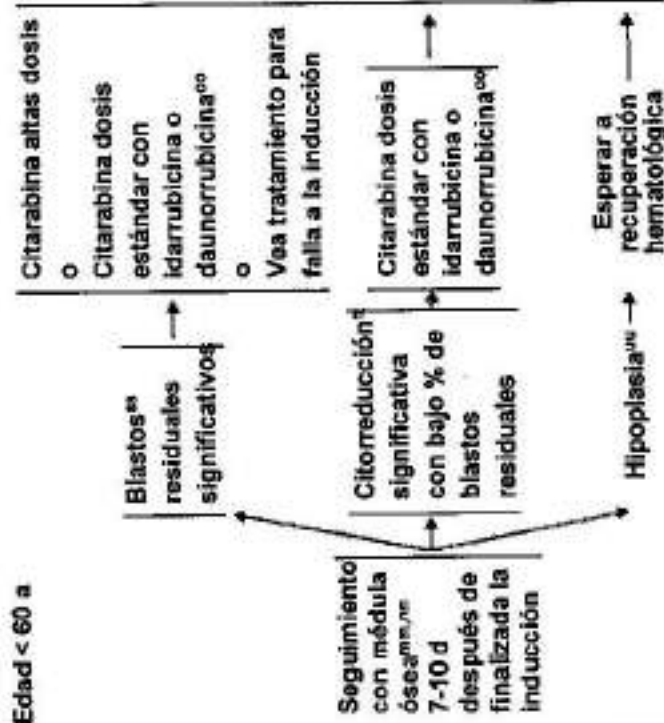 Edad < 60 a
Seguimiento
con médula
ósea
7-10 d
después de
finalizada la
inducción
Blastos
residuales
significativos
Citarabina altas dosis
o
Citarabina dosis
estándar con
idarrubicina o
daunorrubicina
o
Vea tratamiento para
falla a la inducción
Citorreducción
significativa
con bajo % de
blastos
residuales
Citarabina dosis
estándar con
idarrubicina o
daunorrubicina
Hipoplasia
Esperar a
recuperación
hematológica